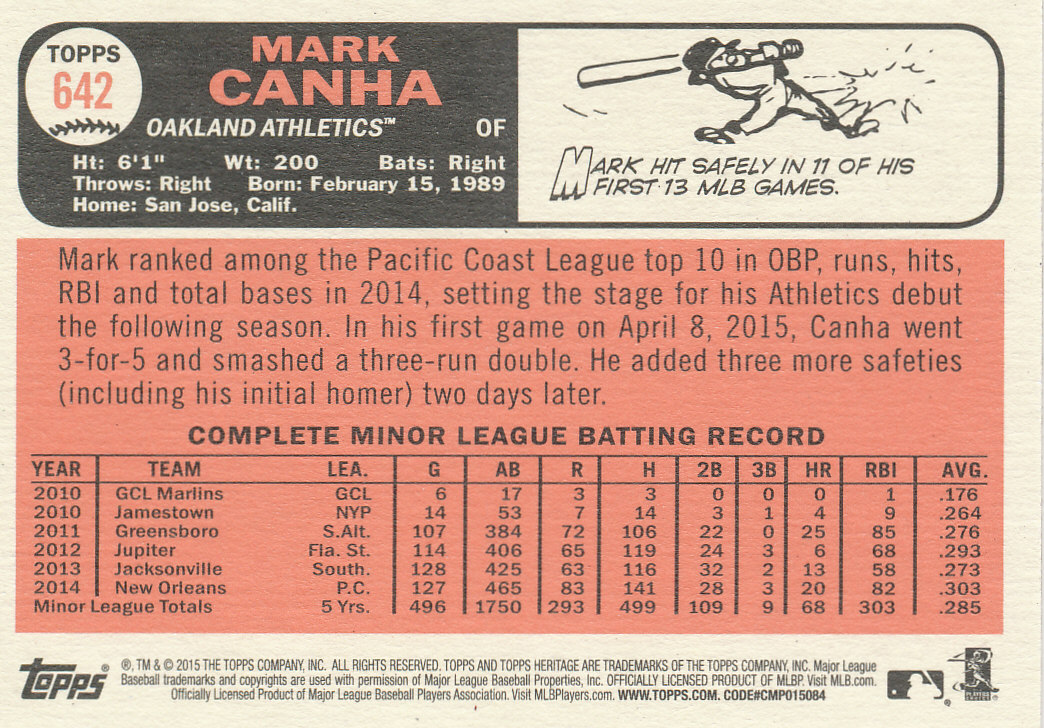 TOPPS
642
MARK
CANHA
OAKLAND ATHLETICS™ OF
Ht: 6'1" Wt: 200 Bats: Right
Throws: Right Born: February 15, 1989
Home: San Jose, Calif.
MARK HIT SAFELY IN 11 OF HIS
FIRST 13 MLB GAMES.
Mark ranked among the Pacific Coast League top 10 in OBP, runs, hits,
RBI and total bases in 2014, setting the stage for his Athletics debut
the following season. In his first game on April 8, 2015, Canha went
3-for-5 and smashed a three-run double. He added three more safeties
(including his initial homer) two days later.
COMPLETE MINOR LEAGUE BATTING RECORD
YEAR TEAM LEA. G AB R H 2B 3B HR RBI AVG.
2010 GCL Marlins GCL 6 17 3 3 0 0 0 1 .176
2010 Jamestown NYP 14 53 7 14 3 1 4 9 .264
2011 Greensboro S.Alt. 107 384 72 106 22 0 25 85 .276
2012 Jupiter Fla. St. 114 406 65 119 24 3 6 68 .293
2013 Jacksonville South. 128 425 63 116 32 2 13 58 .273
2014 New Orleans P.C. 127 465 83 141 28 3 20 82 .303
Minor League Totals 5 Yrs. 496 1750 293 499 109 9 68 303 .285
Topps®
®, TM & © 2015 THE TOPPS COMPANY, INC. ALL RIGHTS RESERVED. TOPPS AND TOPPS HERITAGE ARE TRADEMARKS OF THE TOPPS COMPANY, INC. Major League
Baseball trademarks and copyrights are used with permission of Major League Baseball Properties, Inc. OFFICIALLY LICENSED PRODUCT OF MLBP. Visit MLB.com.
Officially Licensed Product of Major League Baseball Players Association. Visit MLBPlayers.com. WWW.TOPPS.COM. CODE#CMP015084